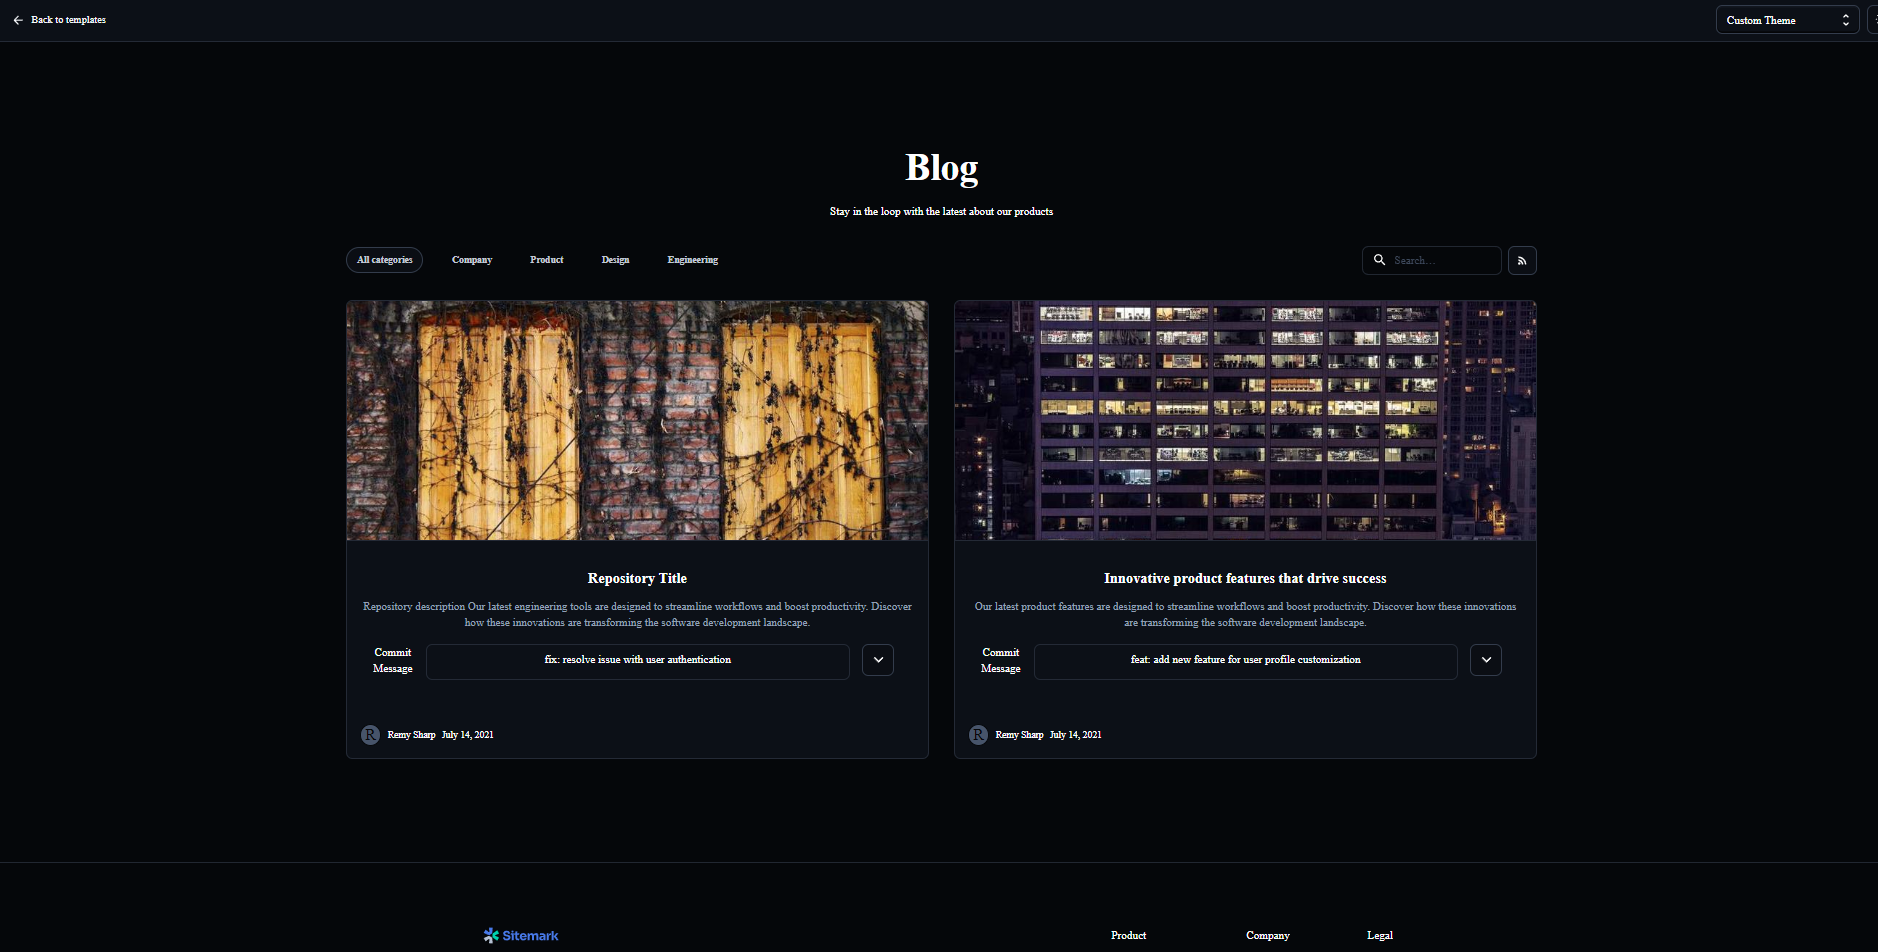 Back to templates
Custom Theme
Blog
Stay in the loop with the latest about our products
All categories
Company
Product
Design
Engineering
Search...
Repository Title
Repository description Our latest engineering tools are designed to streamline workflows and boost productivity. Discover
how these innovations are transforming the software development landscape.
Commit
Message
fix: resolve issue with user authentication
R
Remy Sharp
July 14, 2021
Innovative product features that drive success
Our latest product features are designed to streamline workflows and boost productivity. Discover how these innovations
are transforming the software development landscape.
Commit
Message
feat: add new feature for user profile customization
R
Remy Sharp
July 14, 2021
Sitemark
Product
Company
Legal